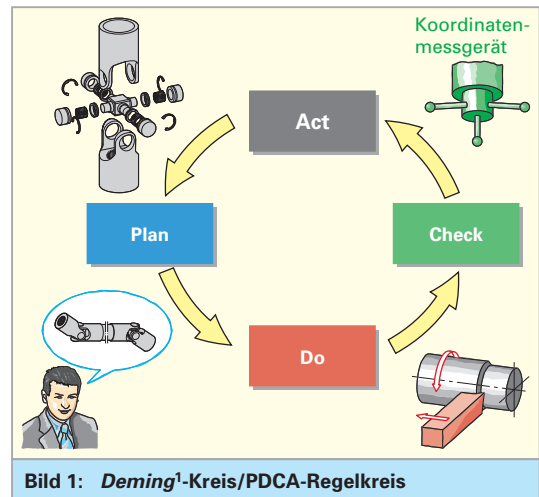 Koordinaten-
messgerät
Act
Plan
Check
Do
Bild 1: Deming¹-Kreis/PDCA-Regelkreis